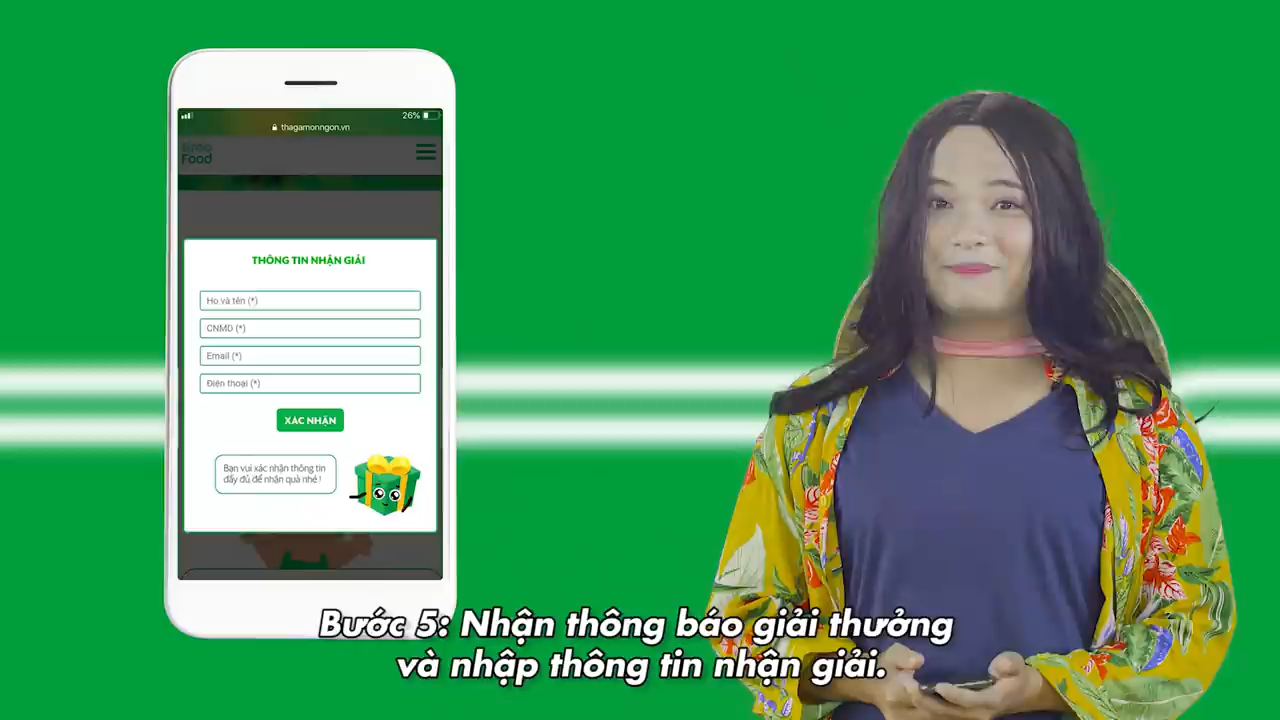 26%
thagamonngon.vn
Grab
Food
THÔNG TIN NHẬN GIẢI
Họ và tên (*)
CNMD (*)
Email (*)
Điện thoại (*)
XÁC NHẬN
Bạn vui xác nhận thông tin
đầy đủ để nhận quà nhé !
Bước 5: Nhận thông báo giải thưởng
và nhập thông tin nhận giải.